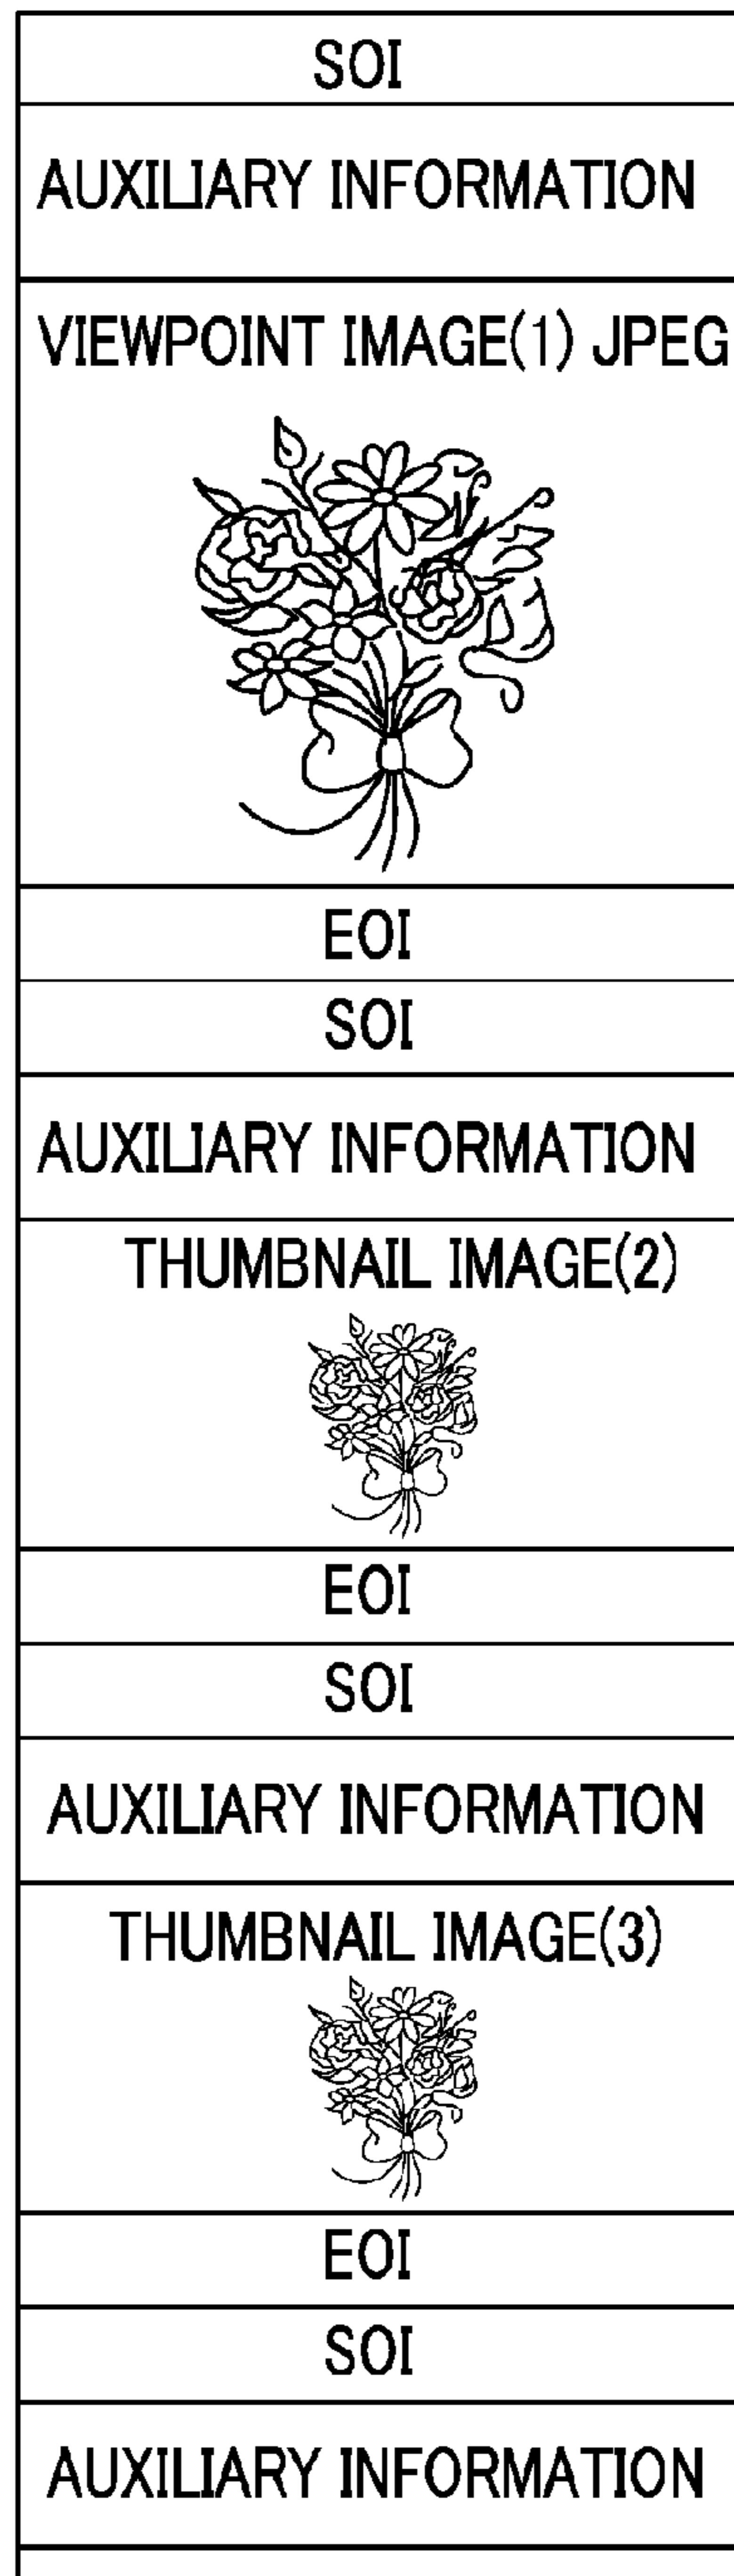 SOI
AUXILIARY INFORMATION
VIEWPOINT IMAGE(1) JPEG
EOI
SOI
AUXILIARY INFORMATION
THUMBNAIL IMAGE(2)
EOI
SOI
AUXILIARY INFORMATION
THUMBNAIL IMAGE(3)
EOI
SOI
AUXILIARY INFORMATION